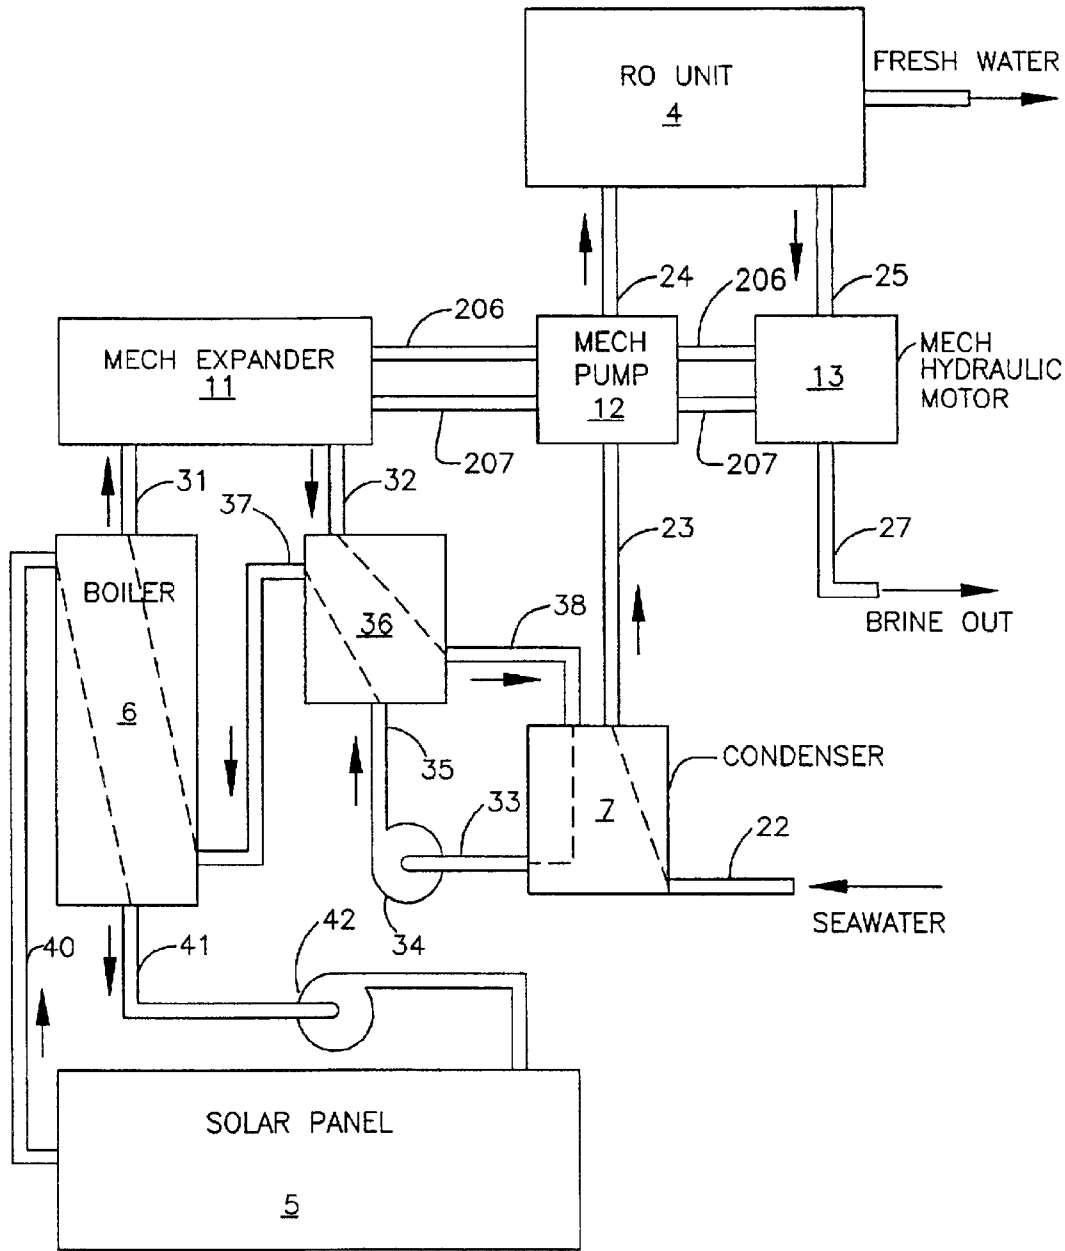 RO UNIT
4
FRESH WATER
24
206
25
206
MECH EXPANDER
11
MECH
PUMP
12
13
MECH
HYDRAULIC
MOTOR
207
207
31
32
37
23
27
BOILER
36
38
BRINE OUT
6
35
CONDENSER
33
7
22
34
SEAWATER
40
41
42
SOLAR PANEL
5